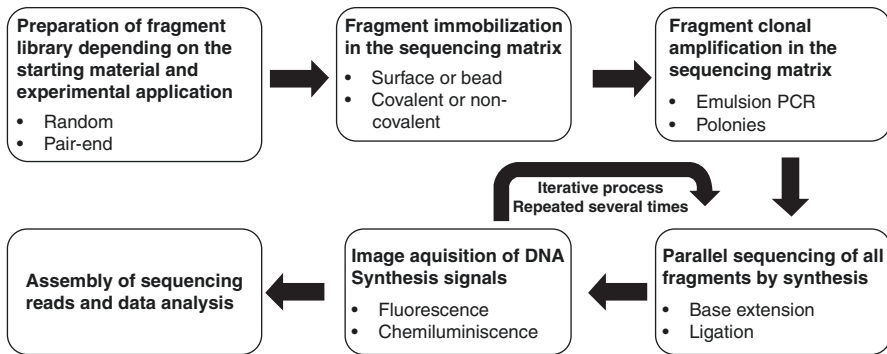 Preparation of fragment
library depending on the
starting material and
experimental application
• Random
• Pair-end
Fragment immobilization
in the sequencing matrix
• Surface or bead
• Covalent or non-
covalent
Fragment clonal
amplification in the
sequencing matrix
• Emulsion PCR
• Polonies
Iterative process
Repeated several times
Parallel sequencing of all
fragments by synthesis
• Base extension
• Ligation
Image aquisition of DNA
Synthesis signals
• Fluorescence
• Chemiluminiscence
Assembly of sequencing
reads and data analysis